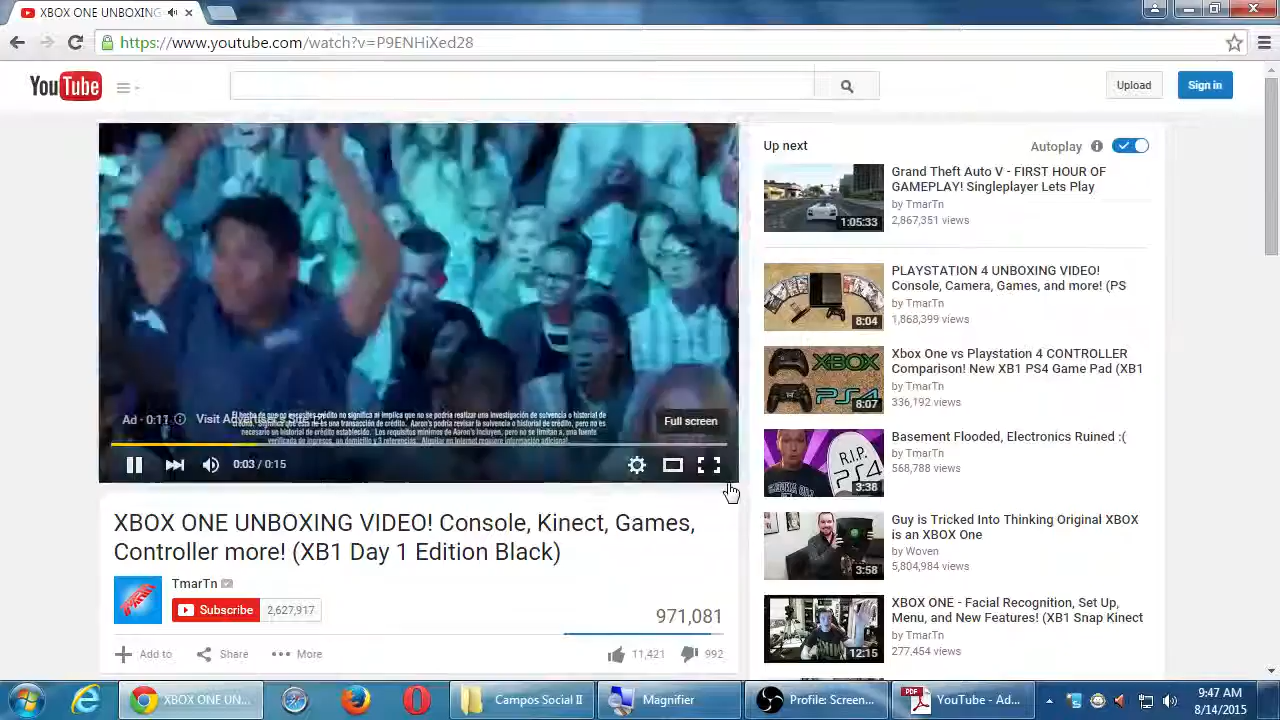 XBOX ONE UNBOXING
https://www.youtube.com/watch?v=P9ENHiXed28
YouTube
Upload
Sign in
Up next
Autoplay
Grand Theft Auto V - FIRST HOUR OF
GAMEPLAY! Singleplayer Lets Play
by TmarTn
2,867,351 views
1:05:33
PLAYSTATION 4 UNBOXING VIDEO!
Console, Camera, Games, and more! (PS
by TmarTn
1,868,399 views
8:04
Xbox One vs Playstation 4 CONTROLLER
Comparison! New XB1 PS4 Game Pad (XB1
by TmarTn
336,192 views
XBOX
PS4
8:07
Basement Flooded, Electronics Ruined :(
by TmarTn
568,788 views
R.I.P.
PS4
3:38
Guy is Tricked Into Thinking Original XBOX
is an XBOX One
by Woven
5,804,984 views
3:58
XBOX ONE - Facial Recognition, Set Up,
Menu, and New Features! (XB1 Snap Kinect
by TmarTn
277,454 views
12:15
Ad · 0:11
Visit
Full screen
0:03 / 0:15
XBOX ONE UNBOXING VIDEO! Console, Kinect, Games,
Controller more! (XB1 Day 1 Edition Black)
TmarTn
Subscribe 2,627,917
971,081
Add to Share More 11,421 992
XBOX ONE UN...
Campos Social II
Magnifier
Profile: Screen...
PDF
YouTube - Ad...
9:47 AM
8/14/2015